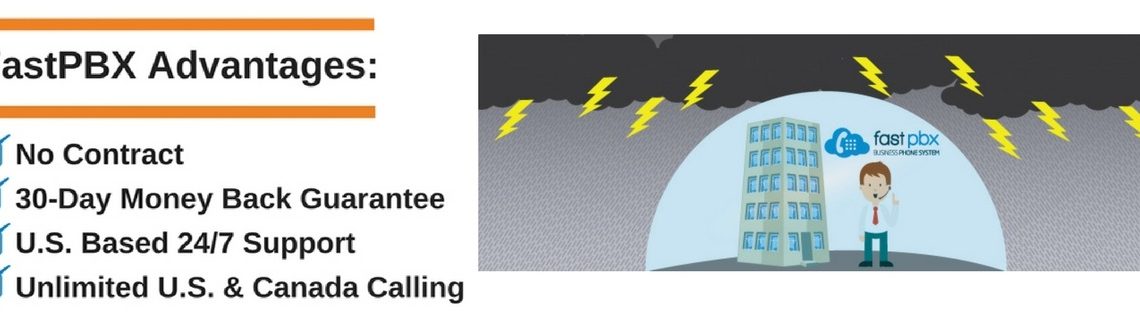 astPBX Advantages:
No Contract
30-Day Money Back Guarantee
U.S. Based 24/7 Support
Unlimited U.S. & Canada Calling
fast pbx
BUSINESS PHONE SYSTEM